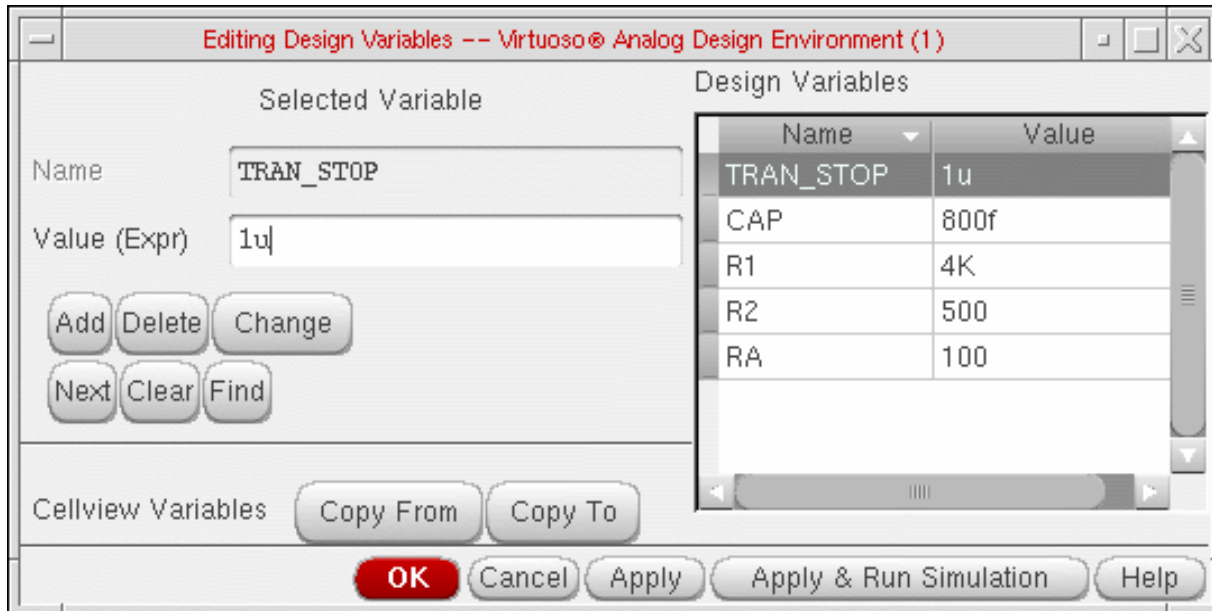 Editing Design Variables -- Virtuoso® Analog Design Environment (1)
Selected Variable
Name TRAN_STOP
Value (Expr) 1u
Add Delete Change
Next Clear Find
Cellview Variables Copy From Copy To
Design Variables
Name Value
TRAN_STOP 1u
CAP 800f
R1 4K
R2 500
RA 100
OK Cancel Apply Apply & Run Simulation Help